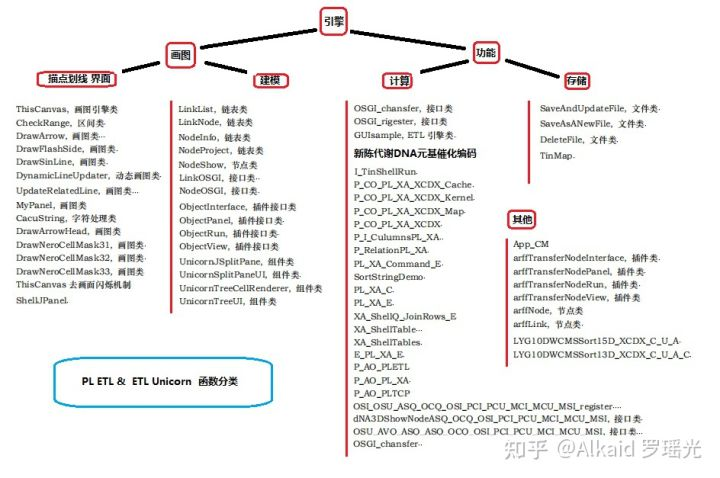 引擎
画图
功能
描点划线 界面
建模
计算
存储
ThisCanvas, 画图引擎类
CheckRange, 区间类
DrawArrow, 画图类...
DrawFlashSide, 画图类
DrawSinLine, 画图类
DynamicLineUpdater, 动态画图类
UpdateRelatedLine, 画图类...
MyPanel, 画图类
CacuString, 字符处理类
DrawArrowHead, 画图类
DrawNeroCellMask31, 画图类
DrawNeroCellMask32, 画图类
DrawNeroCellMask33, 画图类
ThisCanvas 去画面闪烁机制
ShellJPanel
LinkList, 链表类
LinkNode, 链表类
NodeInfo, 链表类
NodeProject, 链表类
NodeShow, 节点类
LinkOSGI, 接口类
NodeOSGI, 接口类
ObjectInterface, 插件接口类
ObjectPanel, 插件接口类
ObjectRun, 插件接口类
ObjectView, 插件接口类
UnicornJSplitPane, 组件类
UnicornSplitPaneUI, 组件类
UnicornTreeCellRenderer, 组件类
UnicornTreeUI, 组件类
OSGI_chansfer, 接口类
OSGI_rigester, 接口类
GUIsample, ETL 引擎类
新陈代谢DNA元基催化编码
I_TinShellRun
P_CO_PL_XA_XCDX_Cache
P_CO_PL_XA_XCDX_Kernel
P_CO_PL_XA_XCDX_Map
P_CO_PL_XA_XCDX
P_I_CulumnsPL_XA
P_RelationPL_XA
PL_XA_Command_E
SortStringDemo
PL_XA_C
PL_XA_E
XA_ShellQ_JoinRows_E
XA_ShellTable...
XA_ShellTables
E_PL_XA_E
P_AO_PLETL
P_AO_PL_XA
P_AO_PLTCP
OSI_OSU_ASQ_OCQ_OSI_PCI_PCU_MCI_MCU_MSI_register...
dNA3DShowNodeASQ_OCQ_OSI_PCI_PCU_MCI_MCU_MSI, 接口类
OSU_AVO_ASQ_ASO_OCO_OSI_PCI_PCU_MCI_MCU_MSI, 接口类...
OSGI_chansfer
SaveAndUpdateFile, 文件类
SaveAsANewFile, 文件类
DeleteFile, 文件类
TinMap
其他
App_CM
arffTransferNodeInterface, 插件类
arffTransferNodePanel, 插件类
arffTransferNodeRun, 插件类
arffTransferNodeView, 插件类
arffNode, 节点类
arffLink, 节点类
LYG10DWCMSSort15D_XCDX_C_U_A
LYG10DWCMSSort13D_XCDX_C_U_A_C
PL ETL & ETL Unicorn 函数分类
知乎 @Alkaid 罗瑶光